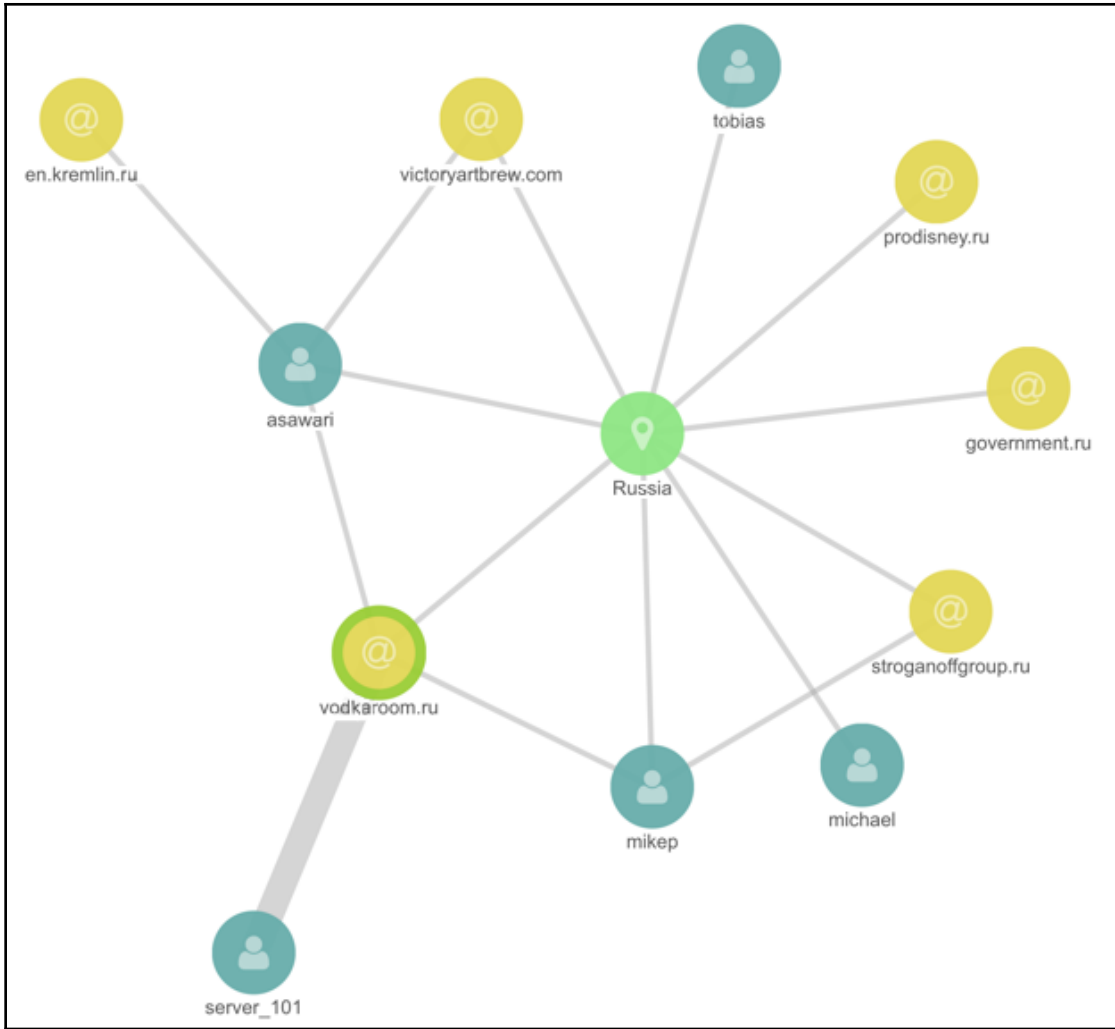 tobias
en.kremlin.ru
victoryartbrew.com
prodisney.ru
asawari
government.ru
Russia
stroganoffgroup.ru
vodkaroom.ru
michael
mikep
server_101